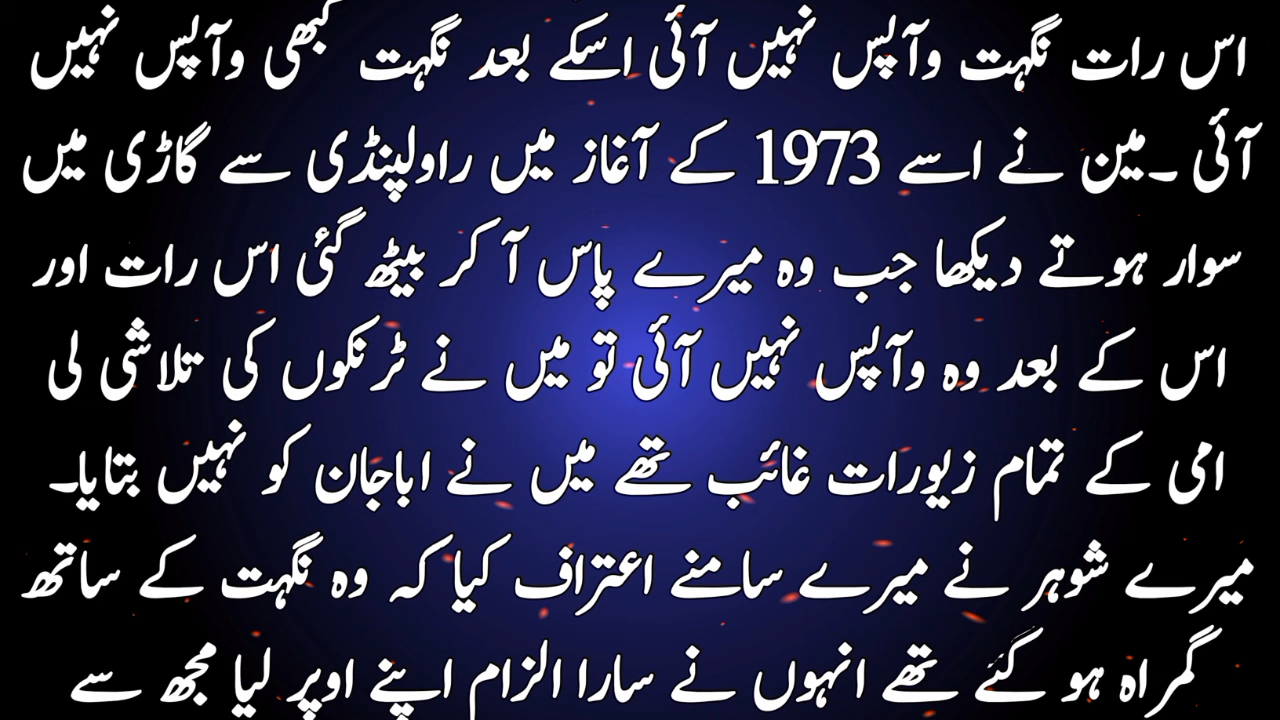 اس رات نگہت وآپس نہیں آئی اسکے بعد نگہت کبھی وآپس نہیں
آئی ۔مین نے اسے 1973 کے آغاز میں راولپنڈی سے گاڑی میں
سوار ہوتے دیکھا جب وہ میرے پاس آ کر بیٹھ گئی اس رات اور
اس کے بعد وہ وآپس نہیں آئی تو میں نے ٹرنکوں کی تلاشی لی
امی کے تمام زیورات غائب تھے میں نے اباجان کو نہیں بتایا۔
میرے شوہر نے میرے سامنے اعتراف کیا کہ وہ نگہت کے ساتھ
گمراہ ہو گئے تھے انہوں نے سارا الزام اپنے اوپر لیا مجھ سے